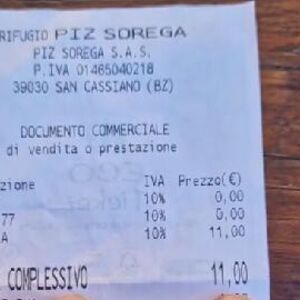 RIFUGIO PIZ SOREGA
PIZ SOREGA S.A.S.
P.IVA 01465040218
39030 SAN CASSIANO (BZ)
DOCUMENTO COMMERCIALE
di vendita o prestazione
zione IVA Prezzo(€)
10% 0,00
77 10% 0,00
A 10% 11,00
COMPLESSIVO 11,00